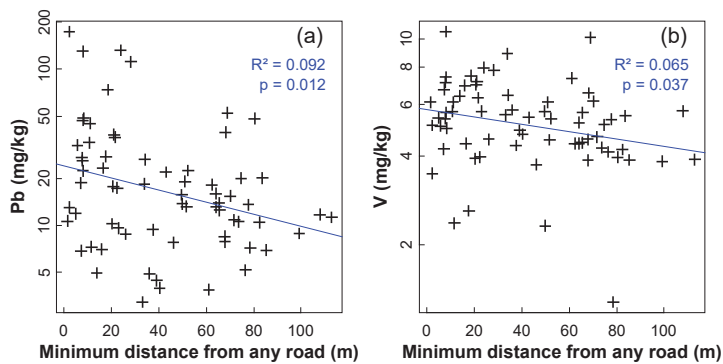 (a)
R² = 0.092
p = 0.012
Pb (mg/kg)
200
100
50
20
10
5
0 20 40 60 80 100
Minimum distance from any road (m)
(b)
R² = 0.065
p = 0.037
V (mg/kg)
10
8
6
4
2
0 20 40 60 80 100
Minimum distance from any road (m)